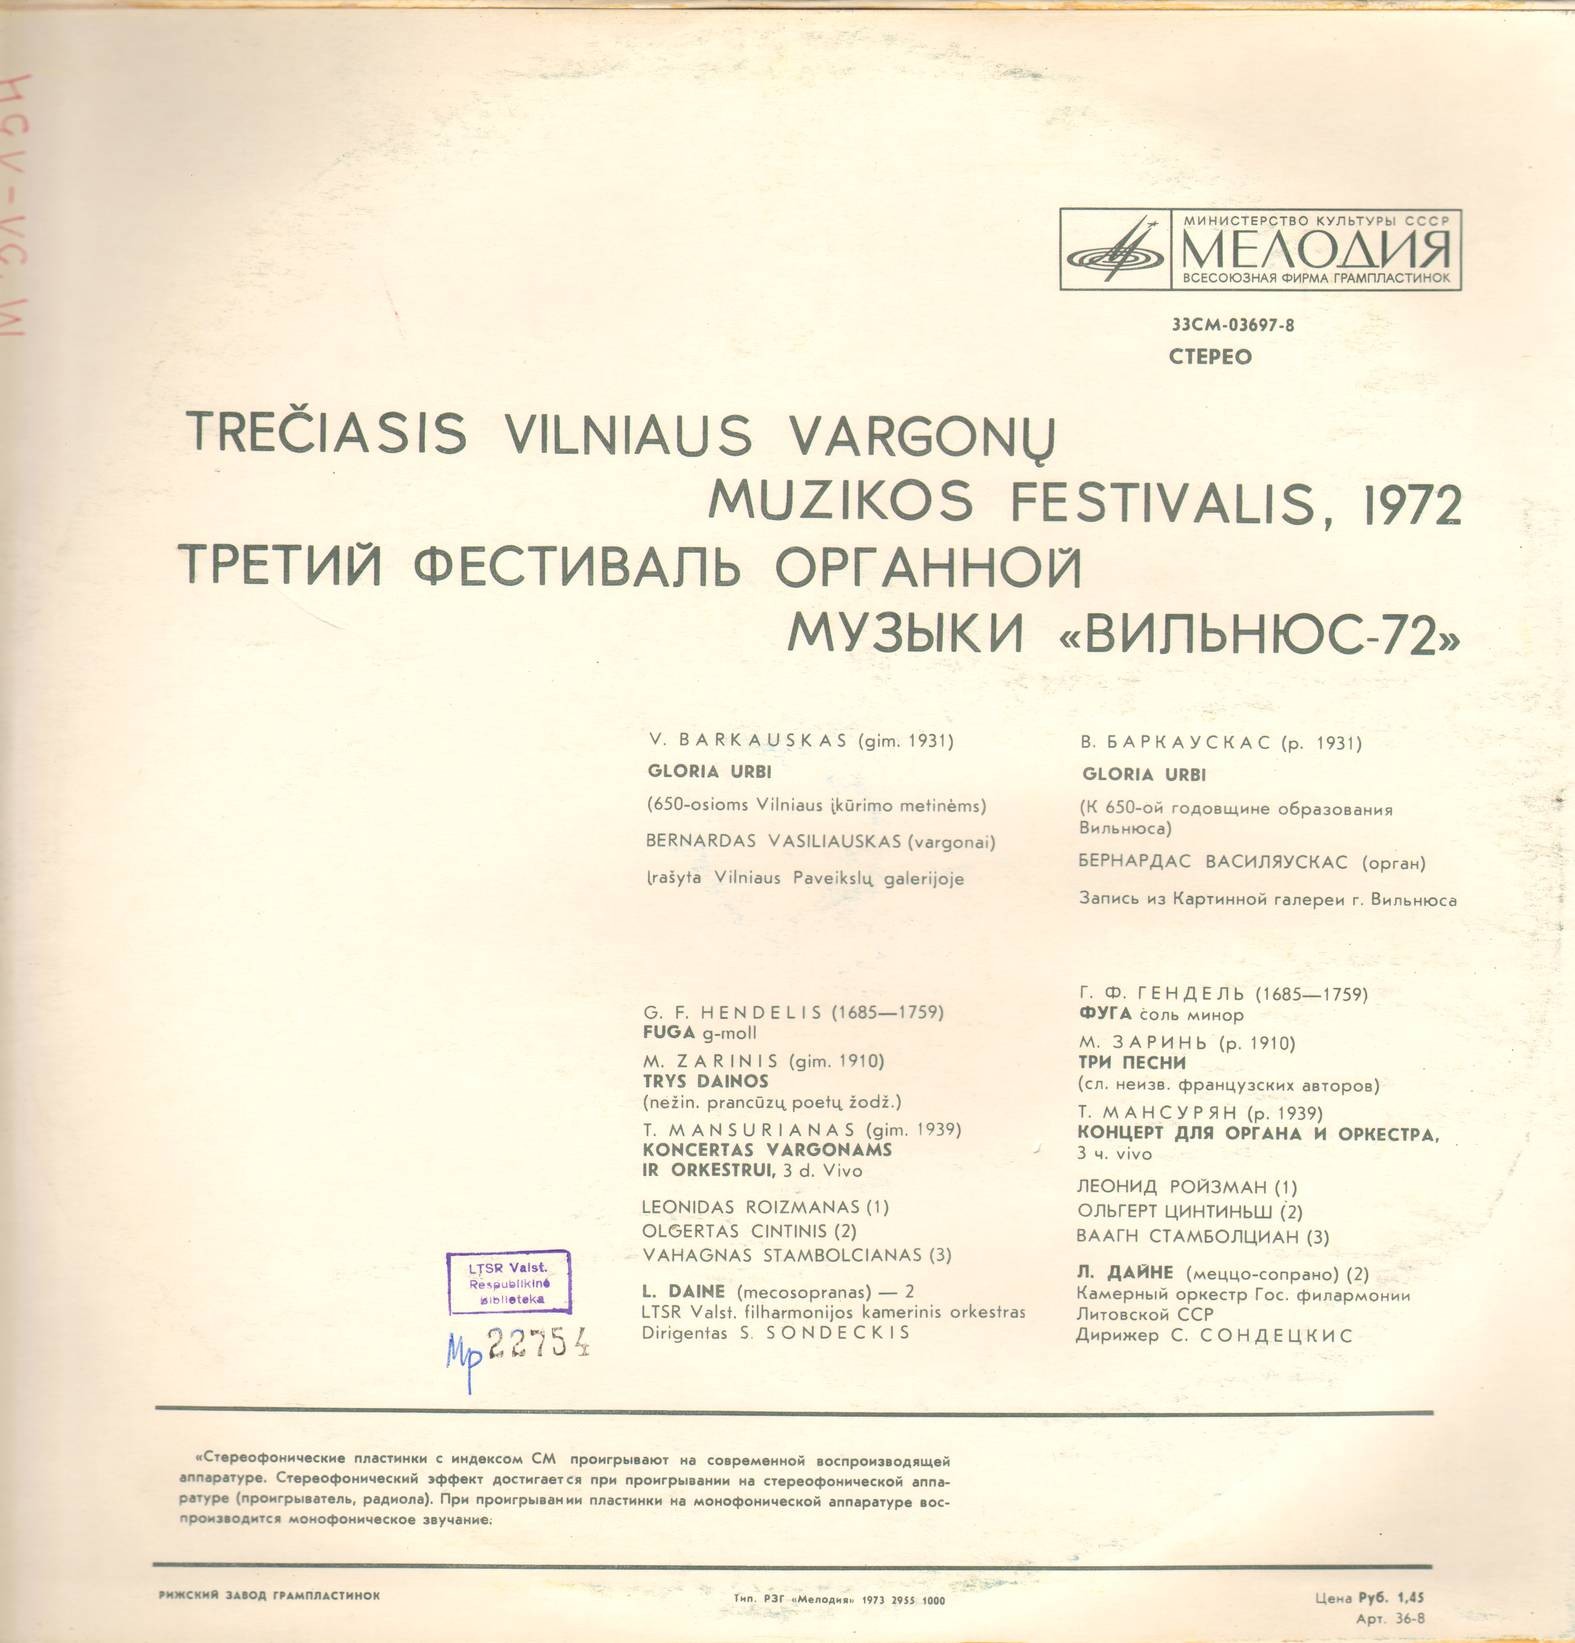 МИНИСТЕРСТВО КУЛЬТУРЫ СССР
МЕЛОДИЯ
ВСЕСОЮЗНАЯ ФИРМА ГРАМПЛАСТИНОК
33СМ-03697-8
СТЕРЕО
TREČIASIS VILNIAUS VARGONŲ
MUZIKOS FESTIVALIS, 1972
ТРЕТИЙ ФЕСТИВАЛЬ ОРГАННОЙ
МУЗЫКИ «ВИЛЬНЮС-72»
V. BARKAUSKAS (gim. 1931)
GLORIA URBI
(650-osioms Vilniaus įkūrimo metinėms)
BERNARDAS VASILIAUSKAS (vargonai)
Įrašyta Vilniaus Paveikslų galerijoje
G. F. HENDELIS (1685—1759)
FUGA g-moll
M. ZARINIS (gim. 1910)
TRYS DAINOS
(nežin. prancūzų poetų žodž.)
T. MANSURIANAS (gim. 1939)
KONCERTAS VARGONAMS
IR ORKESTRUI, 3 d. Vivo
LEONIDAS ROIZMANAS (1)
OLGERTAS CINTINIS (2)
VAHAGNAS STAMBOLCIANAS (3)
L. DAINE (mecosopranas) — 2
LTSR Valst. filharmonijos kamerinis orkestras
Dirigentas S. SONDECKIS
В. БАРКАУСКАС (р. 1931)
GLORIA URBI
(К 650-ой годовщине образования
Вильнюса)
БЕРНАРДАС ВАСИЛЯУСКАС (орган)
Запись из Картинной галереи г. Вильнюса
Г. Ф. ГЕНДЕЛЬ (1685—1759)
ФУГА соль минор
М. ЗАРИНЬ (р. 1910)
ТРИ ПЕСНИ
(сл. неизв. французских авторов)
Т. МАНСУРЯН (р. 1939)
КОНЦЕРТ ДЛЯ ОРГАНА И ОРКЕСТРА,
3 ч. vivo
ЛЕОНИД РОЙЗМАН (1)
ОЛЬГЕРТ ЦИНТИНЬШ (2)
ВААГН СТАМБОЛЦИАН (3)
Л. ДАЙНЕ (меццо-сопрано) (2)
Камерный оркестр Гос. филармонии
Литовской ССР
Дирижер С. СОНДЕЦКИС
LTSR Valst.
Respublikinė
biblioteka
Mp 22754
«Стереофонические пластинки с индексом СМ проигрывают на современной воспроизводящей
аппаратуре. Стереофонический эффект достигается при проигрывании на стереофонической аппа-
ратуре (проигрыватель, радиола). При проигрывании пластинки на монофонической аппаратуре вос-
производится монофоническое звучание.
РИЖСКИЙ ЗАВОД ГРАМПЛАСТИНОК
Тип. РЗГ «Мелодия» 1973 2955 1000
Цена Руб. 1,45
Арт. 36-8